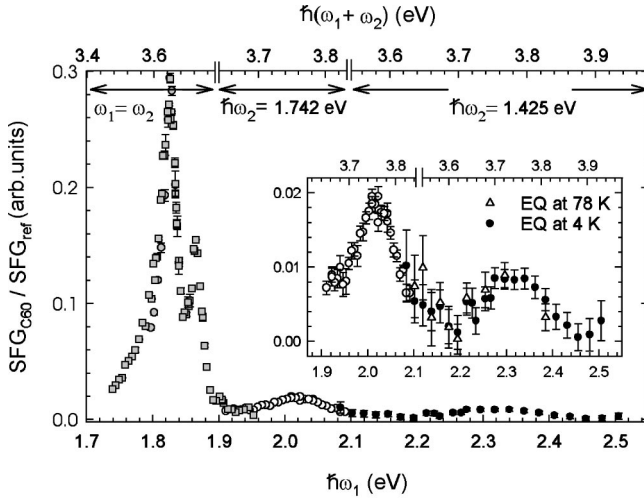 ħ(ω₁+ ω₂) (eV)
3.4 3.6 3.7 3.8 3.6 3.7 3.8 3.9
ω₁= ω₂ ħω₂= 1.742 eV ħω₂= 1.425 eV
0.3
0.2
0.1
0.0
SFG_C60 / SFG_ref (arb.units)
3.7 3.8 3.6 3.7 3.8 3.9
0.02
0.01
0.00
EQ at 78 K
EQ at 4 K
1.9 2.0 2.1 2.2 2.3 2.4 2.5
1.7 1.8 1.9 2.0 2.1 2.2 2.3 2.4 2.5
ħω₁ (eV)